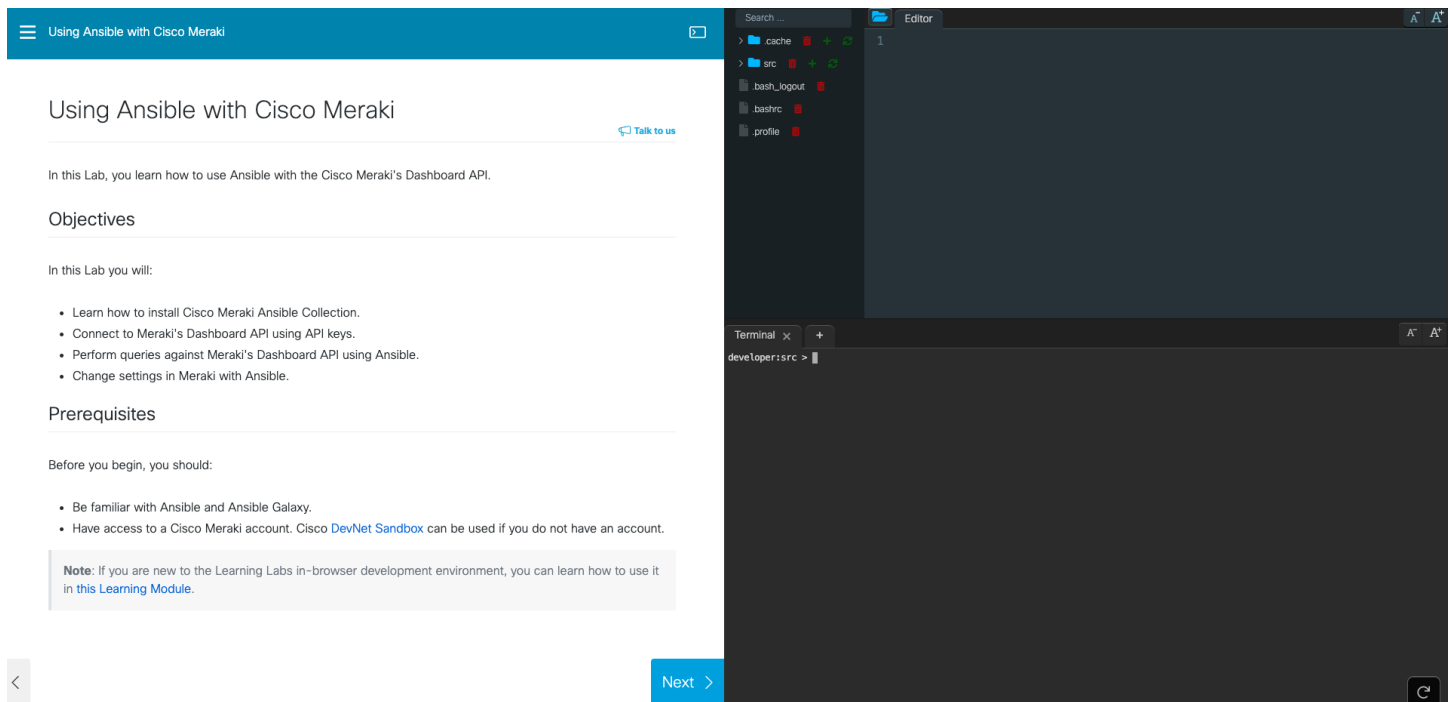 Using Ansible with Cisco Meraki
Using Ansible with Cisco Meraki
Talk to us
In this Lab, you learn how to use Ansible with the Cisco Meraki's Dashboard API.
Objectives
In this Lab you will:
• Learn how to install Cisco Meraki Ansible Collection.
• Connect to Meraki's Dashboard API using API keys.
• Perform queries against Meraki's Dashboard API using Ansible.
• Change settings in Meraki with Ansible.
Prerequisites
Before you begin, you should:
• Be familiar with Ansible and Ansible Galaxy.
• Have access to a Cisco Meraki account. Cisco DevNet Sandbox can be used if you do not have an account.
Note: If you are new to the Learning Labs in-browser development environment, you can learn how to use it
in this Learning Module.
Next
Search ...
.cache
src
.bash_logout
.bashrc
.profile
Editor
A- A+
1
Terminal × +
A- A+
developer:src >